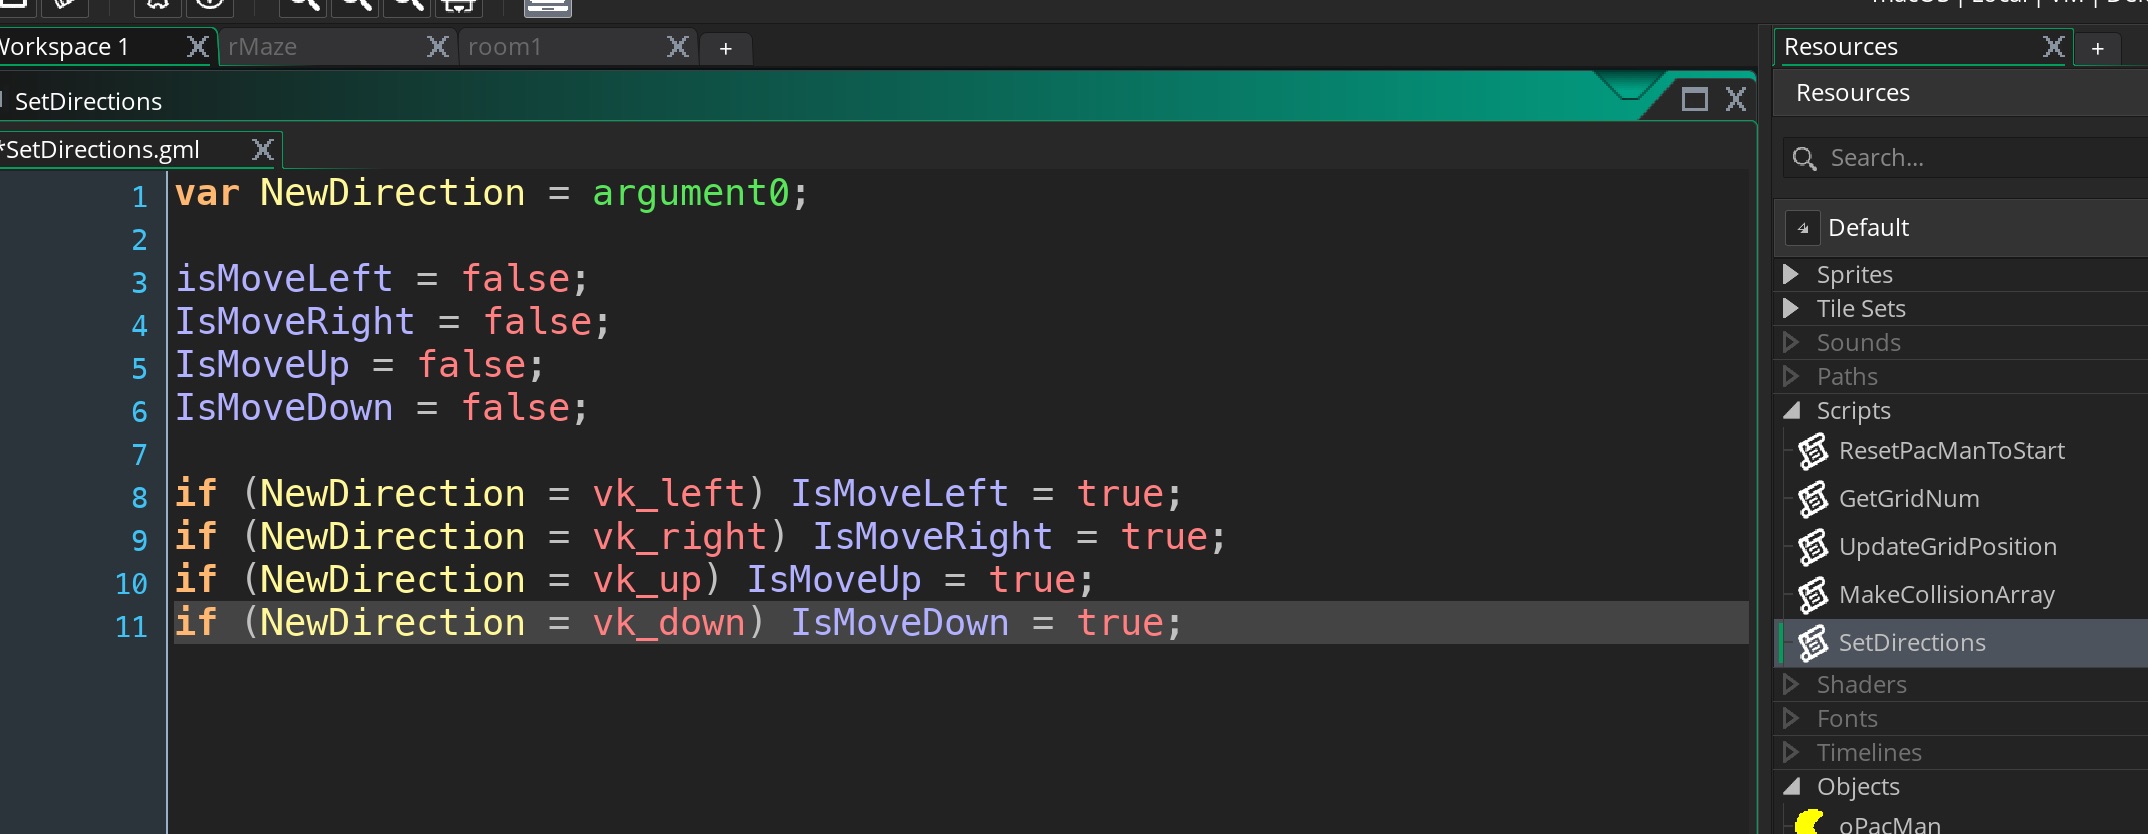 Workspace 1
rMaze
room1
+
Resources
+
SetDirections
Resources
*SetDirections.gml
Search...
Default
1 var NewDirection = argument0;
2
3 isMoveLeft = false;
4 IsMoveRight = false;
5 IsMoveUp = false;
6 IsMoveDown = false;
7
8 if (NewDirection = vk_left) IsMoveLeft = true;
9 if (NewDirection = vk_right) IsMoveRight = true;
10 if (NewDirection = vk_up) IsMoveUp = true;
11 if (NewDirection = vk_down) IsMoveDown = true;
Sprites
Tile Sets
Sounds
Paths
Scripts
ResetPacManToStart
GetGridNum
UpdateGridPosition
MakeCollisionArray
SetDirections
Shaders
Fonts
Timelines
Objects
oPacMan